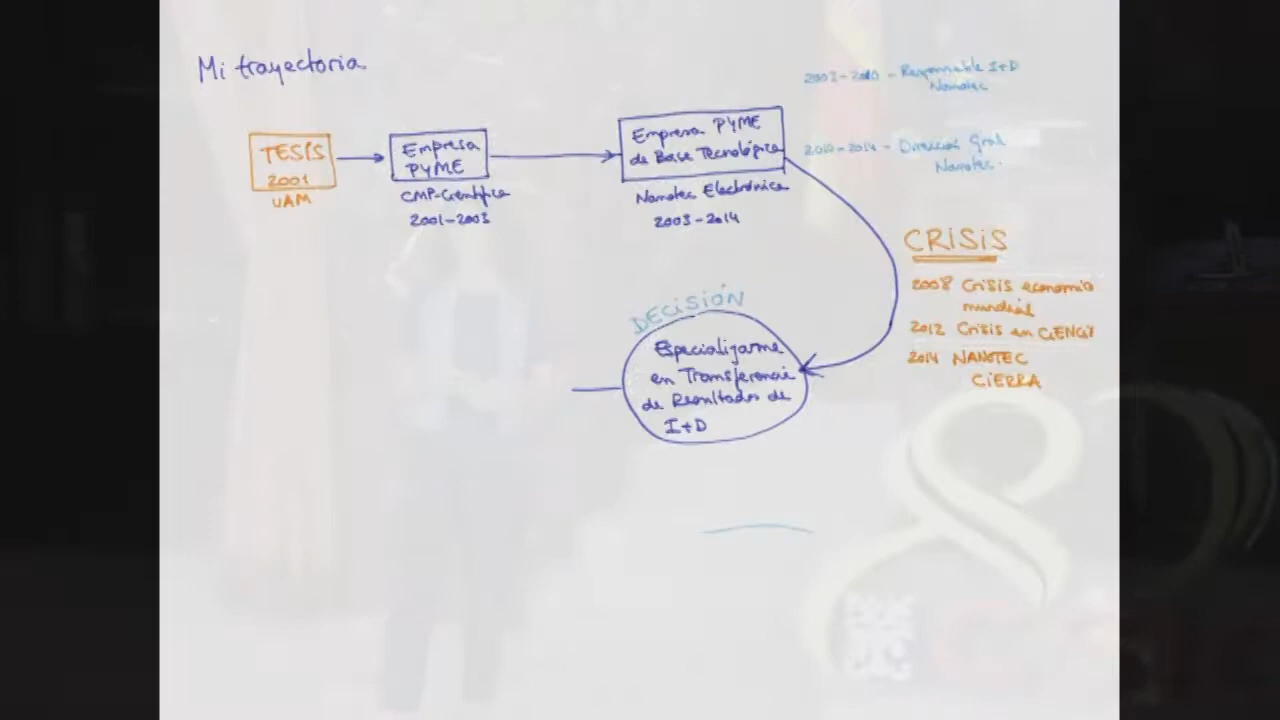 Mi trayectoria
TESIS
2001
UAM
Empresa
PYME
CMP-Científica
2001-2003
Empresa PYME
de Base Tecnológica
Nanotec Electrónica
2003-2014
2003-2010 - Responsable I+D
Nanotec
2010-2014 - Dirección Gral
Nanotec.
CRISIS
2008 Crisis economía
mundial
2012 Crisis en
2014 NANOTEC
CIERRA
DECISIÓN
Especializarme
en Transferencia
de Resultados de
I+D